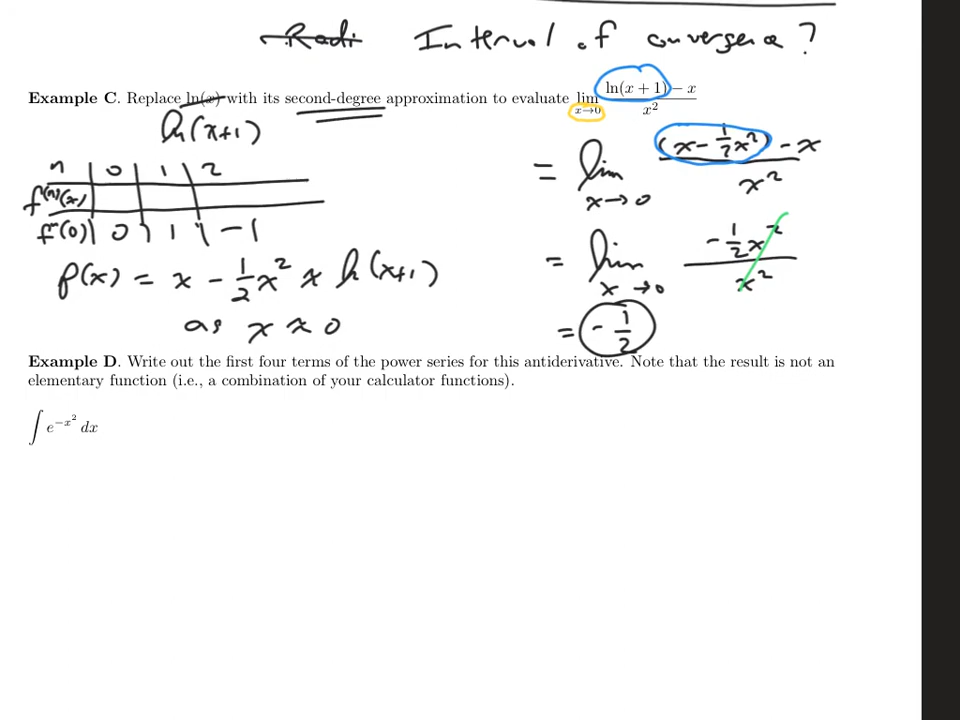 Radi Interval of convergence?
Example C. Replace ln(x) with its second-degree approximation to evaluate lim x→0 (ln(x + 1) − x)/x²
ln(x+1)
n | 0 | 1 | 2
f⁽ⁿ⁾(x)
fⁿ(0) | 0 | 1 | -1
p(x) = x - 1/2 x² ≈ ln(x+1)
as x ≈ 0
= lim x→0 ((x - 1/2 x²) - x)/x²
= lim x→0 (-1/2 x²)/x²
= -1/2
Example D. Write out the first four terms of the power series for this antiderivative. Note that the result is not an
elementary function (i.e., a combination of your calculator functions).
∫ e^{−x²} dx